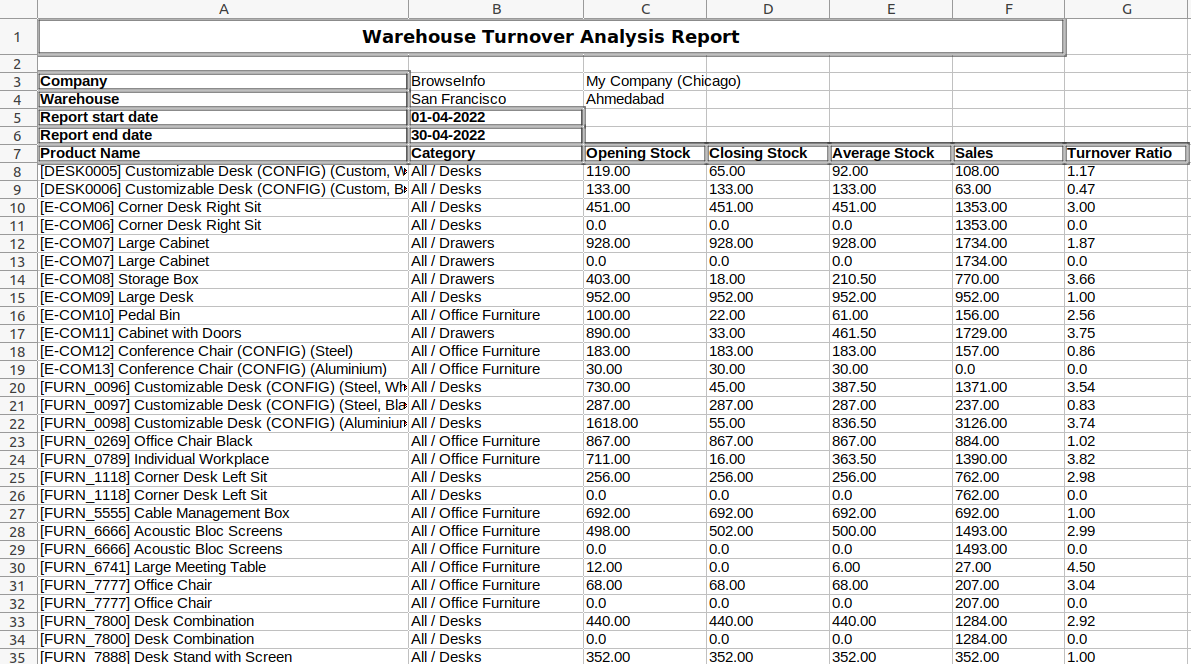 A B C D E F G
1 Warehouse Turnover Analysis Report
2
3 Company BrowseInfo My Company (Chicago)
4 Warehouse San Francisco Ahmedabad
5 Report start date 01-04-2022
6 Report end date 30-04-2022
7 Product Name Category Opening Stock Closing Stock Average Stock Sales Turnover Ratio
8 [DESK0005] Customizable Desk (CONFIG) (Custom, W All / Desks 119.00 65.00 92.00 108.00 1.17
9 [DESK0006] Customizable Desk (CONFIG) (Custom, B All / Desks 133.00 133.00 133.00 63.00 0.47
10 [E-COM06] Corner Desk Right Sit All / Desks 451.00 451.00 451.00 1353.00 3.00
11 [E-COM06] Corner Desk Right Sit All / Desks 0.0 0.0 0.0 1353.00 0.0
12 [E-COM07] Large Cabinet All / Drawers 928.00 928.00 928.00 1734.00 1.87
13 [E-COM07] Large Cabinet All / Drawers 0.0 0.0 0.0 1734.00 0.0
14 [E-COM08] Storage Box All / Drawers 403.00 18.00 210.50 770.00 3.66
15 [E-COM09] Large Desk All / Desks 952.00 952.00 952.00 952.00 1.00
16 [E-COM10] Pedal Bin All / Office Furniture 100.00 22.00 61.00 156.00 2.56
17 [E-COM11] Cabinet with Doors All / Drawers 890.00 33.00 461.50 1729.00 3.75
18 [E-COM12] Conference Chair (CONFIG) (Steel) All / Office Furniture 183.00 183.00 183.00 157.00 0.86
19 [E-COM13] Conference Chair (CONFIG) (Aluminium) All / Office Furniture 30.00 30.00 30.00 0.0 0.0
20 [FURN_0096] Customizable Desk (CONFIG) (Steel, Wh All / Desks 730.00 45.00 387.50 1371.00 3.54
21 [FURN_0097] Customizable Desk (CONFIG) (Steel, Bla All / Desks 287.00 287.00 287.00 237.00 0.83
22 [FURN_0098] Customizable Desk (CONFIG) (Aluminiun All / Desks 1618.00 55.00 836.50 3126.00 3.74
23 [FURN_0269] Office Chair Black All / Office Furniture 867.00 867.00 867.00 884.00 1.02
24 [FURN_0789] Individual Workplace All / Office Furniture 711.00 16.00 363.50 1390.00 3.82
25 [FURN_1118] Corner Desk Left Sit All / Desks 256.00 256.00 256.00 762.00 2.98
26 [FURN_1118] Corner Desk Left Sit All / Desks 0.0 0.0 0.0 762.00 0.0
27 [FURN_5555] Cable Management Box All / Office Furniture 692.00 692.00 692.00 692.00 1.00
28 [FURN_6666] Acoustic Bloc Screens All / Office Furniture 498.00 502.00 500.00 1493.00 2.99
29 [FURN_6666] Acoustic Bloc Screens All / Office Furniture 0.0 0.0 0.0 1493.00 0.0
30 [FURN_6741] Large Meeting Table All / Office Furniture 12.00 0.0 6.00 27.00 4.50
31 [FURN_7777] Office Chair All / Office Furniture 68.00 68.00 68.00 207.00 3.04
32 [FURN_7777] Office Chair All / Office Furniture 0.0 0.0 0.0 207.00 0.0
33 [FURN_7800] Desk Combination All / Desks 440.00 440.00 440.00 1284.00 2.92
34 [FURN_7800] Desk Combination All / Desks 0.0 0.0 0.0 1284.00 0.0
35 [FURN_7888] Desk Stand with Screen All / Desks 352.00 352.00 352.00 352.00 1.00